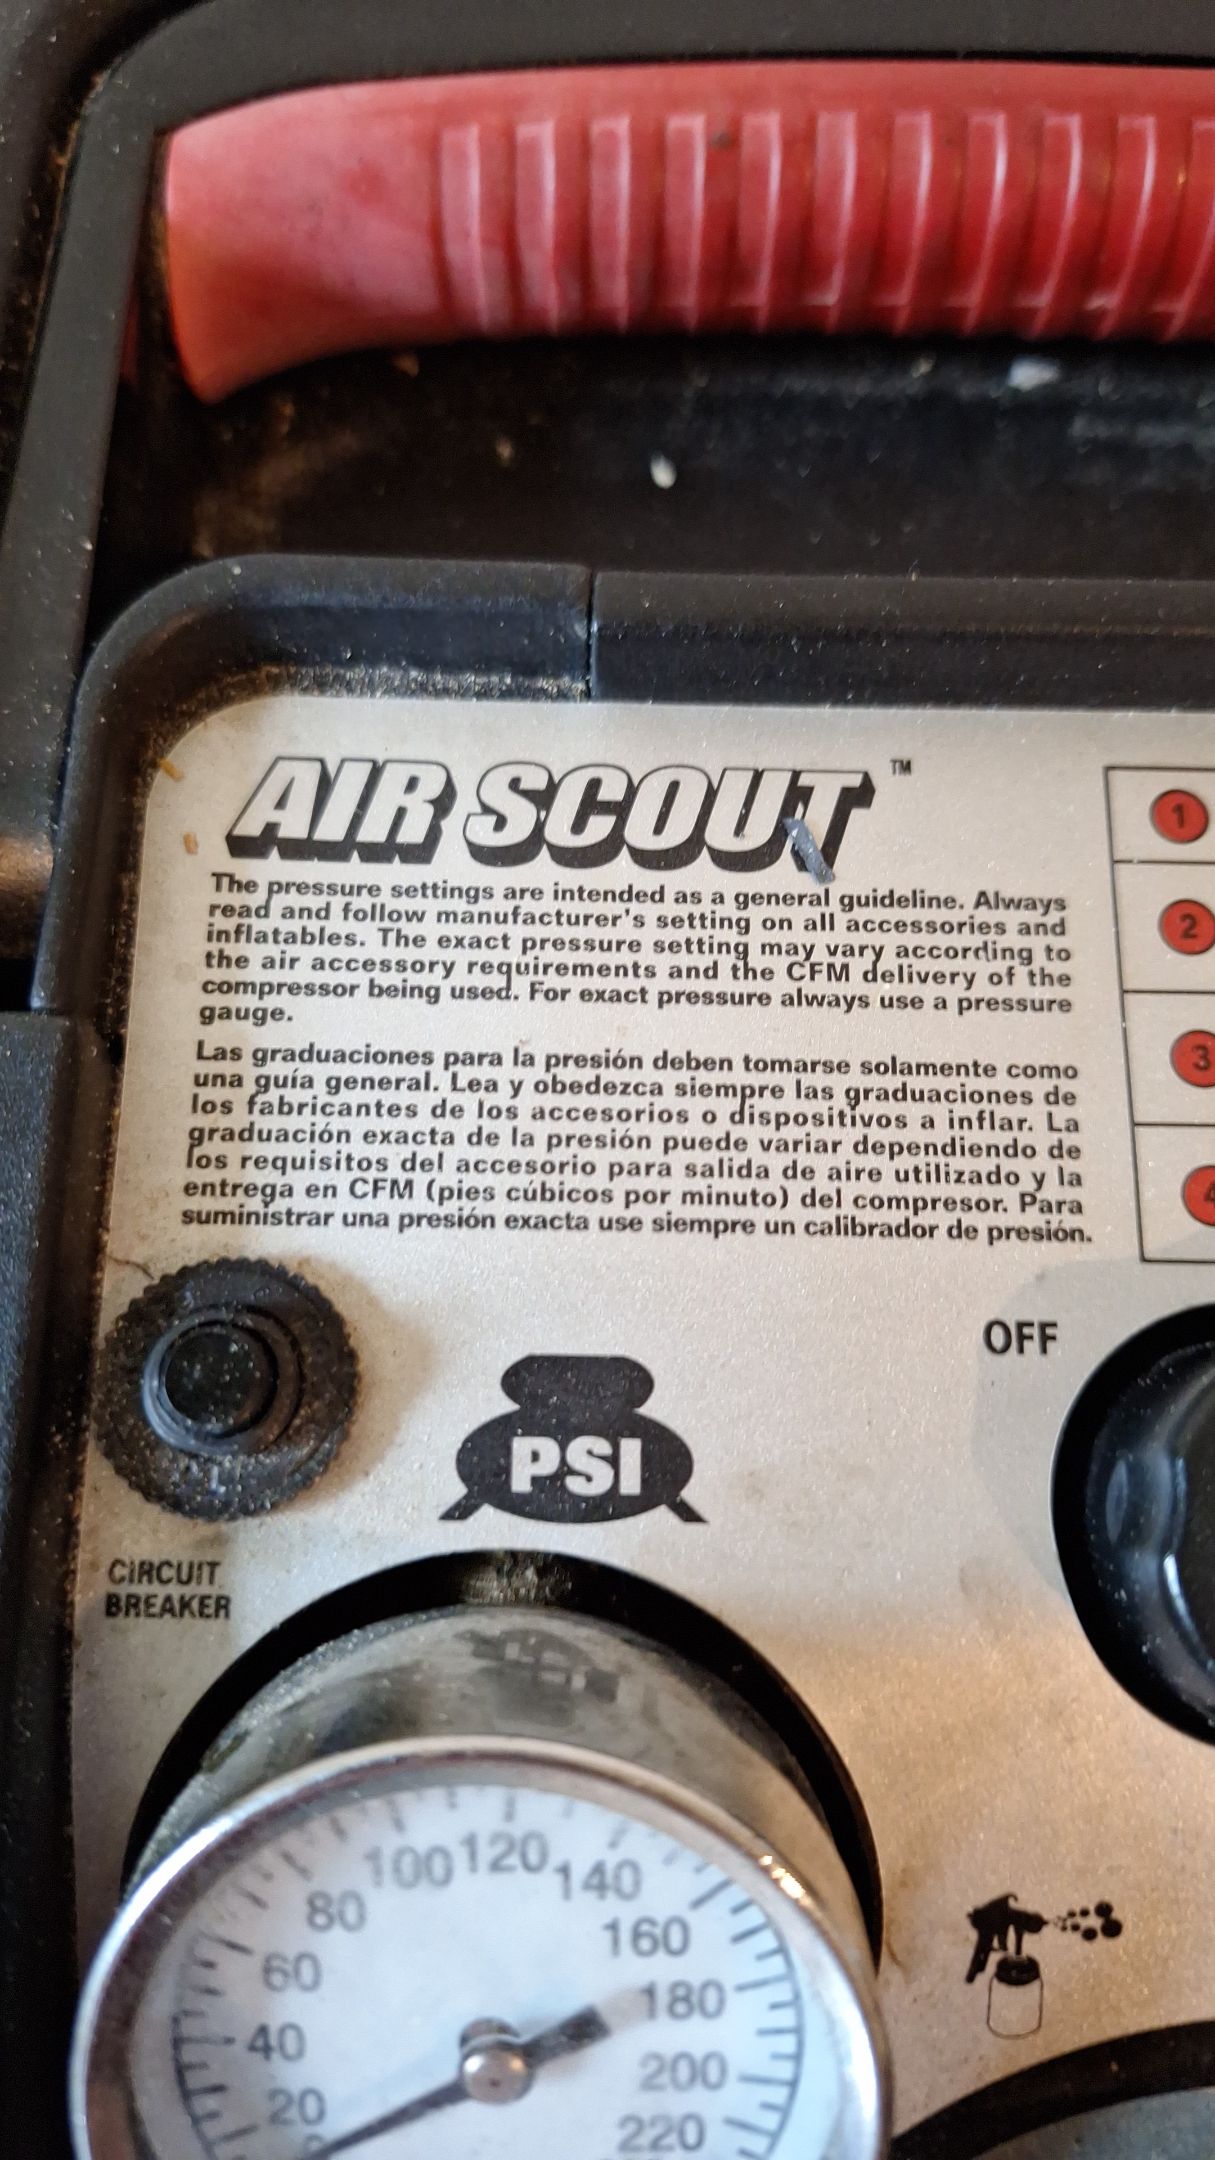 AIR SCOUT™
The pressure settings are intended as a general guideline. Always
read and follow manufacturer's setting on all accessories and
inflatables. The exact pressure setting may vary according to
the air accessory requirements and the CFM delivery of the
compressor being used. For exact pressure always use a pressure
gauge.
Las graduaciones para la presión deben tomarse solamente como
una guía general. Lea y obedezca siempre las graduaciones de
los fabricantes de los accesorios o dispositivos a inflar. La
graduación exacta de la presión puede variar dependiendo de
los requisitos del accesorio para salida de aire utilizado y la
entrega en CFM (pies cúbicos por minuto) del compresor. Para
suministrar una presión exacta use siempre un calibrador de presión.
1
2
3
4
OFF
PSI
CIRCUIT
BREAKER
0
20
40
60
80
100
120
140
160
180
200
220